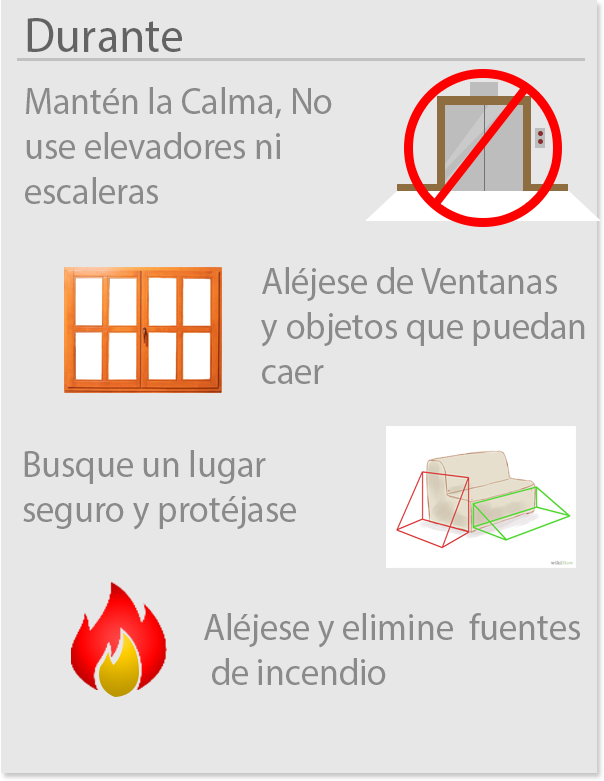 Durante
Mantén la Calma, No
use elevadores ni
escaleras
Aléjese de Ventanas
y objetos que puedan
caer
Busque un lugar
seguro y protéjase
wikiHow
Aléjese y elimine fuentes
de incendio